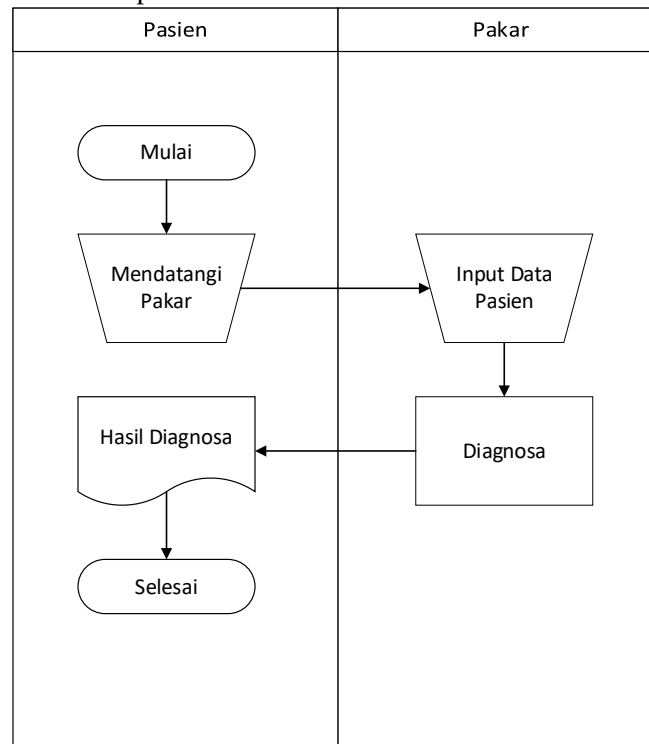 Pasien
Pakar
Mulai
Mendatangi
Pakar
Input Data
Pasien
Diagnosa
Hasil Diagnosa
Selesai